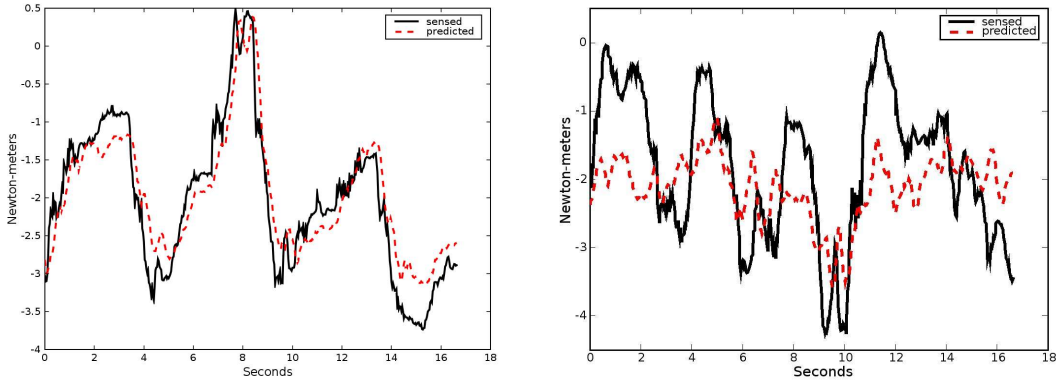 0.5
0
-0.5
-1
-1.5
-2
-2.5
-3
-3.5
-4
Newton-meters
sensed
predicted
0 2 4 6 8 10 12 14 16 18
Seconds
0
-1
-2
-3
-4
Newton-meters
sensed
predicted
0 2 4 6 8 10 12 14 16 18
Seconds